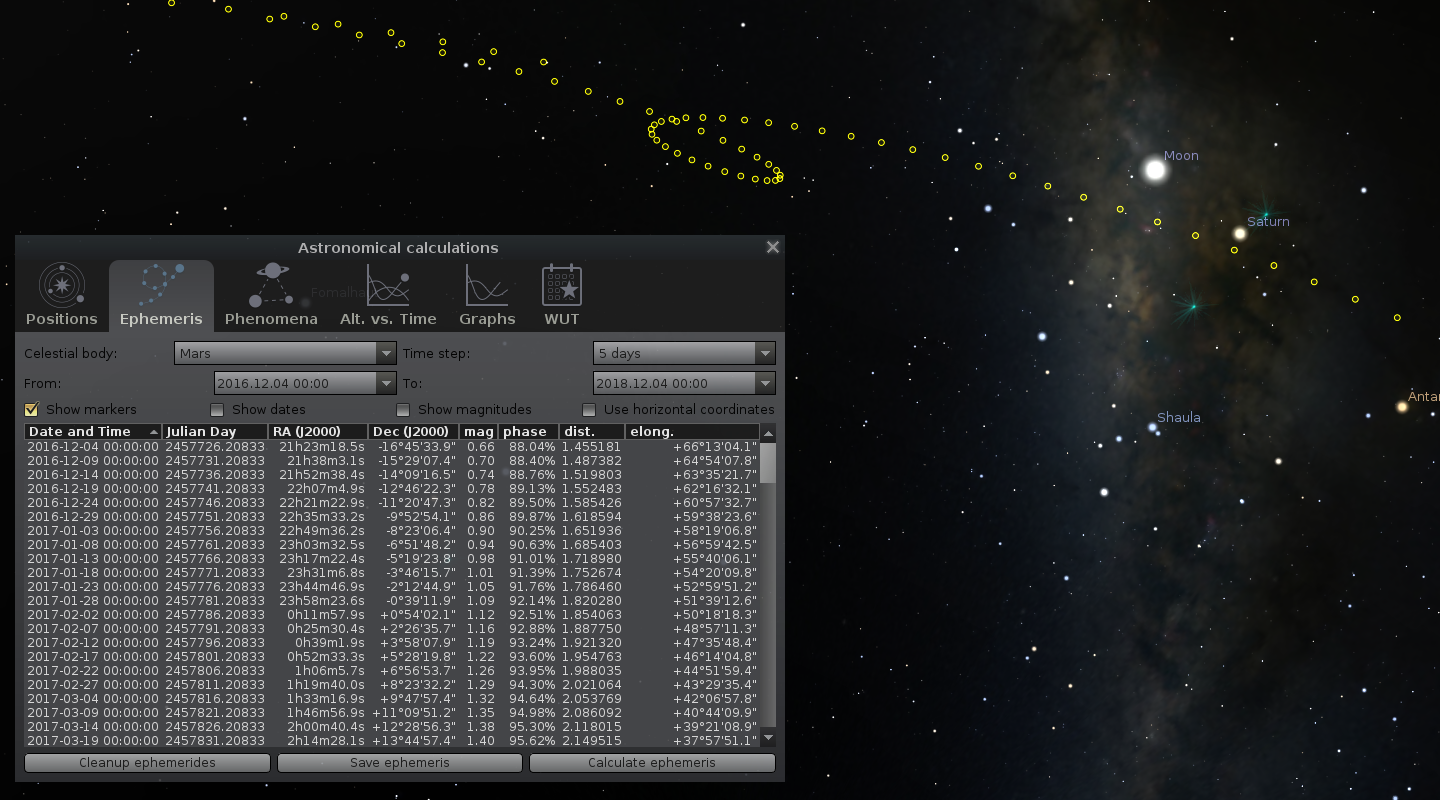 Moon
Saturn
Shaula
Antar
Astronomical calculations
Fomalha
Positions Ephemeris Phenomena Alt. vs. Time Graphs WUT
Celestial body: Mars Time step: 5 days
From: 2016.12.04 00:00 To: 2018.12.04 00:00
Show markers Show dates Show magnitudes Use horizontal coordinates
Date and Time Julian Day RA (J2000) Dec (J2000) mag phase dist. elong.
2016-12-04 00:00:00 2457726.20833 21h23m18.5s -16°45'33.9" 0.66 88.04% 1.455181 +66°13'04.1"
2016-12-09 00:00:00 2457731.20833 21h38m3.1s -15°29'07.4" 0.70 88.40% 1.487382 +64°54'07.8"
2016-12-14 00:00:00 2457736.20833 21h52m38.4s -14°09'16.5" 0.74 88.76% 1.519803 +63°35'21.7"
2016-12-19 00:00:00 2457741.20833 22h07m4.9s -12°46'22.3" 0.78 89.13% 1.552483 +62°16'32.1"
2016-12-24 00:00:00 2457746.20833 22h21m22.9s -11°20'47.3" 0.82 89.50% 1.585426 +60°57'32.7"
2016-12-29 00:00:00 2457751.20833 22h35m33.2s -9°52'54.1" 0.86 89.87% 1.618594 +59°38'23.6"
2017-01-03 00:00:00 2457756.20833 22h49m36.2s -8°23'06.4" 0.90 90.25% 1.651936 +58°19'06.8"
2017-01-08 00:00:00 2457761.20833 23h03m32.5s -6°51'48.2" 0.94 90.63% 1.685403 +56°59'42.5"
2017-01-13 00:00:00 2457766.20833 23h17m22.4s -5°19'23.8" 0.98 91.01% 1.718980 +55°40'06.1"
2017-01-18 00:00:00 2457771.20833 23h31m6.8s -3°46'15.7" 1.01 91.39% 1.752674 +54°20'09.8"
2017-01-23 00:00:00 2457776.20833 23h44m46.9s -2°12'44.9" 1.05 91.76% 1.786460 +52°59'51.2"
2017-01-28 00:00:00 2457781.20833 23h58m23.6s -0°39'11.9" 1.09 92.14% 1.820280 +51°39'12.6"
2017-02-02 00:00:00 2457786.20833 0h11m57.9s +0°54'02.1" 1.12 92.51% 1.854063 +50°18'18.3"
2017-02-07 00:00:00 2457791.20833 0h25m30.4s +2°26'35.7" 1.16 92.88% 1.887750 +48°57'11.3"
2017-02-12 00:00:00 2457796.20833 0h39m1.9s +3°58'07.9" 1.19 93.24% 1.921320 +47°35'48.4"
2017-02-17 00:00:00 2457801.20833 0h52m33.3s +5°28'19.8" 1.22 93.60% 1.954763 +46°14'04.8"
2017-02-22 00:00:00 2457806.20833 1h06m5.7s +6°56'53.7" 1.26 93.95% 1.988035 +44°51'59.4"
2017-02-27 00:00:00 2457811.20833 1h19m40.0s +8°23'32.2" 1.29 94.30% 2.021064 +43°29'35.4"
2017-03-04 00:00:00 2457816.20833 1h33m16.9s +9°47'57.4" 1.32 94.64% 2.053769 +42°06'57.8"
2017-03-09 00:00:00 2457821.20833 1h46m56.9s +11°09'51.2" 1.35 94.98% 2.086092 +40°44'09.9"
2017-03-14 00:00:00 2457826.20833 2h00m40.4s +12°28'56.3" 1.38 95.30% 2.118015 +39°21'08.9"
2017-03-19 00:00:00 2457831.20833 2h14m28.1s +13°44'57.4" 1.40 95.62% 2.149515 +37°57'51.1"
Cleanup ephemerides Save ephemeris Calculate ephemeris